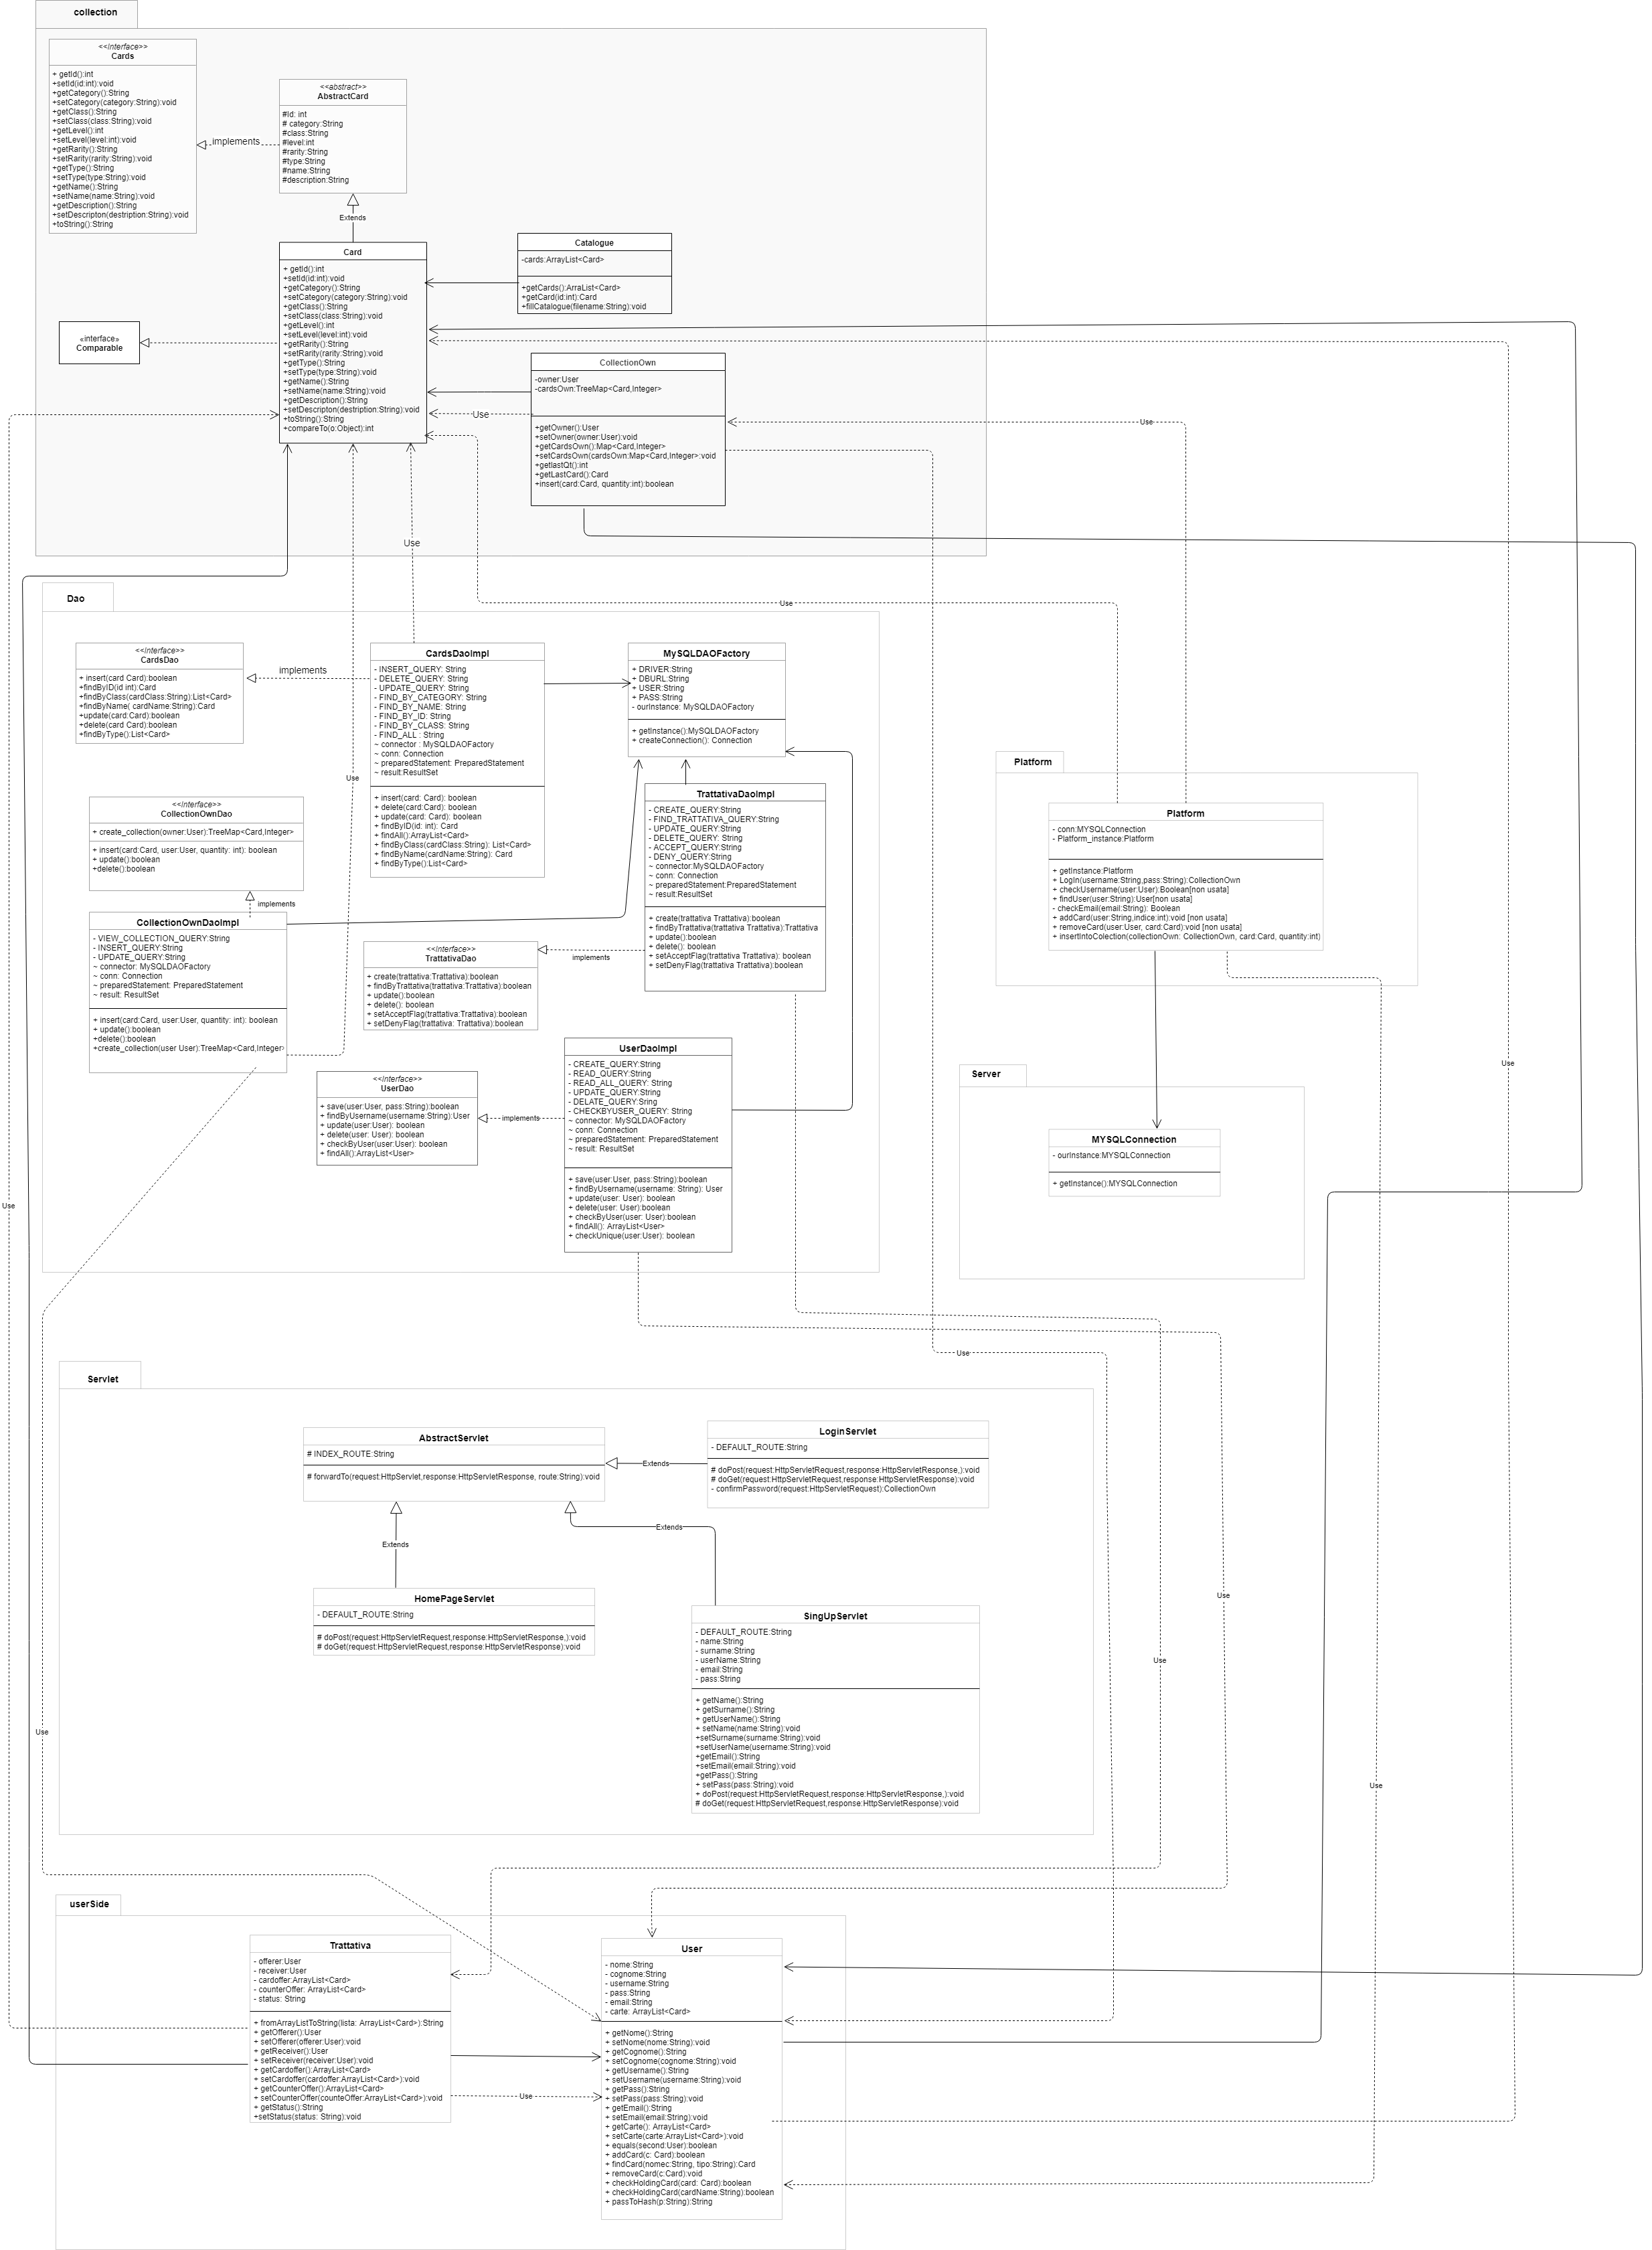 collection
<<interface>>
Cards
+ getId():int
+setId(id:int):void
+getCategory():String
+setCategory(category:String):void
+getClass():String
+setClass(class:String):void
+getLevel():int
+setLevel(level:int):void
+getRarity():String
+setRarity(rarity:String):void
+getType():String
+setType(type:String):void
+getName():String
+setName(name:String):void
+getDescription():String
+setDescripton(destription:String):void
+toString():String
<<abstract>>
AbstractCard
#Id: int
# category:String
#class:String
#level:int
#rarity:String
#type:String
#name:String
#description:String
implements
Extends
Card
+ getId():int
+setId(id:int):void
+getCategory():String
+setCategory(category:String):void
+getClass():String
+setClass(class:String):void
+getLevel():int
+setLevel(level:int):void
+getRarity():String
+setRarity(rarity:String):void
+getType():String
+setType(type:String):void
+getName():String
+setName(name:String):void
+getDescription():String
+setDescripton(destription:String):void
+toString():String
+compareTo(o:Object):int
Catalogue
-cards:ArrayList<Card>
+getCards():ArraList<Card>
+getCard(id:int):Card
+fillCatalogue(filename:String):void
«interface»
Comparable
CollectionOwn
-owner:User
-cardsOwn:TreeMap<Card,Integer>
+getOwner():User
+setOwner(owner:User):void
+getCardsOwn():Map<Card,Integer>
+setCardsOwn(cardsOwn:Map<Card,Integer>:void
+getlastQt():int
+getLastCard():Card
+insert(card:Card, quantity:int):boolean
Use
Use
Use
Use
Dao
<<interface>>
CardsDao
+ insert(card Card):boolean
+findByID(id int):Card
+findByClass(cardClass:String):List<Card>
+findByName( cardName:String):Card
+update(card:Card):boolean
+delete(card Card):boolean
+findByType():List<Card>
implements
CardsDaoImpl
- INSERT_QUERY: String
- DELETE_QUERY: String
- UPDATE_QUERY: String
- FIND_BY_CATEGORY: String
- FIND_BY_NAME: String
- FIND_BY_ID: String
- FIND_BY_CLASS: String
- FIND_ALL : String
~ connector : MySQLDAOFactory
~ conn: Connection
~ preparedStatement: PreparedStatement
~ result:ResultSet
+ insert(card: Card): boolean
+ delete(card:Card): boolean
+ update(card: Card): boolean
+ findByID(id: int): Card
+ findAll():ArrayList<Card>
+ findByClass(cardClass:String): List<Card>
+ findByName(cardName:String): Card
+ findByType():List<Card>
MySQLDAOFactory
+ DRIVER:String
+ DBURL:String
+ USER:String
+ PASS:String
- ourInstance: MySQLDAOFactory
+ getInstance():MySQLDAOFactory
+ createConnection(): Connection
Use
<<interface>>
CollectionOwnDao
+ create_collection(owner:User):TreeMap<Card,Integer>
+ insert(card:Card, user:User, quantity: int): boolean
+ update():boolean
+delete():boolean
implements
CollectionOwnDaoImpl
- VIEW_COLLECTION_QUERY:String
- INSERT_QUERY:String
- UPDATE_QUERY:String
~ connector: MySQLDAOFactory
~ conn: Connection
~ preparedStatement: PreparedStatement
~ result: ResultSet
+ insert(card:Card, user:User, quantity: int): boolean
+ update():boolean
+delete():boolean
+create_collection(user User):TreeMap<Card,Integer>
TrattativaDaoImpl
- CREATE_QUERY:String
- FIND_TRATTATIVA_QUERY:String
- UPDATE_QUERY:String
- DELETE_QUERY: String
- ACCEPT_QUERY:String
- DENY_QUERY:String
~ connector:MySQLDAOFactory
~ conn: Connection
~ preparedStatement:PreparedStatement
~ result:ResultSet
+ create(trattativa Trattativa):boolean
+ findByTrattativa(trattativa Trattativa):Trattativa
+ update():boolean
+ delete(): boolean
+ setAcceptFlag(trattativa Trattativa): boolean
+ setDenyFlag(trattativa Trattativa):boolean
<<interface>>
TrattativaDao
+ create(trattativa:Trattativa):boolean
+ findByTrattativa(trattativa:Trattativa):boolean
+ update():boolean
+ delete(): boolean
+ setAcceptFlag(trattativa:Trattativa):boolean
+ setDenyFlag(trattativa: Trattativa):boolean
implements
UserDaoImpl
- CREATE_QUERY:String
- READ_QUERY:String
- READ_ALL_QUERY: String
- UPDATE_QUERY:String
- DELATE_QUERY:Sring
- CHECKBYUSER_QUERY: String
~ connector: MySQLDAOFactory
~ conn: Connection
~ preparedStatement: PreparedStatement
~ result: ResultSet
+ save(user:User, pass:String):boolean
+ findByUsername(username: String): User
+ update(user: User): boolean
+ delete(user: User):boolean
+ checkByUser(user: User):boolean
+ findAll(): ArrayList<User>
+ checkUnique(user:User): boolean
<<interface>>
UserDao
+ save(user:User, pass:String):boolean
+ findByUsername(username:String):User
+ update(user:User): boolean
+ delete(user: User): boolean
+ checkByUser(user:User): boolean
+ findAll():ArrayList<User>
implements
Platform
Platform
- conn:MYSQLConnection
- Platform_instance:Platform
+ getInstance:Platform
+ LogIn(username:String,pass:String):CollectionOwn
+ checkUsername(user:User):Boolean[non usata]
+ findUser(user:String):User[non usata]
- checkEmail(email:String): Boolean
+ addCard(user:String,indice:int):void [non usata]
+ removeCard(user:User, card:Card):void [non usata]
+ insertIntoColection(collectionOwn: CollectionOwn, card:Card, quantity:int)
Server
MYSQLConnection
- ourInstance:MYSQLConnection
+ getInstance():MYSQLConnection
Use
Use
Use
Servlet
AbstractServlet
# INDEX_ROUTE:String
# forwardTo(request:HttpServlet,response:HttpServletResponse, route:String):void
LoginServlet
- DEFAULT_ROUTE:String
# doPost(request:HttpServletRequest,response:HttpServletResponse,):void
# doGet(request:HttpServletRequest,response:HttpServletResponse):void
- confirmPassword(request:HttpServletRequest):CollectionOwn
Extends
Extends
Extends
HomePageServlet
- DEFAULT_ROUTE:String
# doPost(request:HttpServletRequest,response:HttpServletResponse,):void
# doGet(request:HttpServletRequest,response:HttpServletResponse):void
SingUpServlet
- DEFAULT_ROUTE:String
- name:String
- surname:String
- userName:String
- email:String
- pass:String
+ getName():String
+ getSurname():String
+ getUserName():String
+ setName(name:String):void
+setSurname(surname:String):void
+setUserName(username:String):void
+getEmail():String
+setEmail(email:String):void
+getPass():String
+ setPass(pass:String):void
+ doPost(request:HttpServletRequest,response:HttpServletResponse,):void
# doGet(request:HttpServletRequest,response:HttpServletResponse):void
Use
Use
Use
Use
userSide
Trattativa
- offerer:User
- receiver:User
- cardoffer:ArrayList<Card>
- counterOffer: ArrayList<Card>
- status: String
+ fromArrayListToString(lista: ArrayList<Card>):String
+ getOfferer():User
+ setOfferer(offerer:User):void
+ getReceiver():User
+ setReceiver(receiver:User):void
+ getCardoffer():ArrayList<Card>
+ setCardoffer(cardoffer:ArrayList<Card>):void
+ getCounterOffer():ArrayList<Card>
+ setCounterOffer(counteOffer:ArrayList<Card>):void
+ getStatus():String
+setStatus(status: String):void
Use
User
- nome:String
- cognome:String
- username:String
- pass:String
- email:String
- carte: ArrayList<Card>
+ getNome():String
+ setNome(nome:String):void
+ getCognome():String
+ setCognome(cognome:String):void
+ getUsername():String
+ setUsername(username:String):void
+ getPass():String
+ setPass(pass:String):void
+ getEmail():String
+ setEmail(email:String):void
+ getCarte(): ArrayList<Card>
+ setCarte(carte:ArrayList<Card>):void
+ equals(second:User):boolean
+ addCard(c: Card):boolean
+ findCard(nomec:String, tipo:String):Card
+ removeCard(c:Card):void
+ checkHoldingCard(card: Card):boolean
+ checkHoldingCard(cardName:String):boolean
+ passToHash(p:String):String